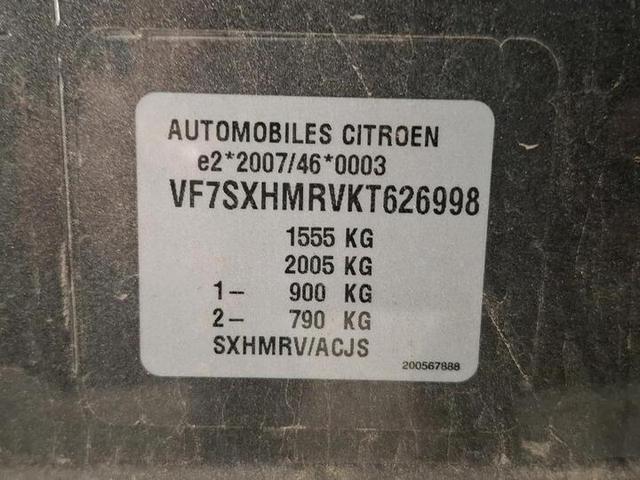 AUTOMOBILES CITROEN
e2*2007/46*0003
VF7SXHMRVKT626998
1555 KG
2005 KG
1- 900 KG
2- 790 KG
SXHMRV/ACJS
200567888